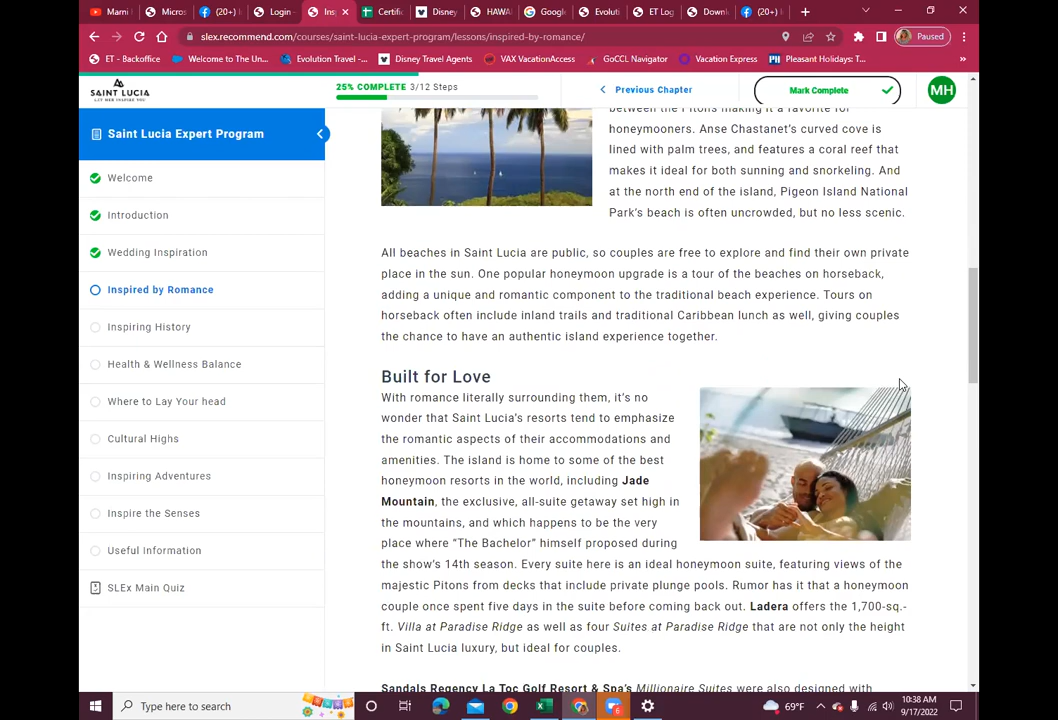 Marni
Micros
(20+)
Login -
Ins
Certific
Disney
HAWAI
Google
Evoluti
ET Log
Downl
(20+)
slex.recommend.com/courses/saint-lucia-expert-program/lessons/inspired-by-romance/
Paused
ET - Backoffice
Welcome to The Un...
Evolution Travel -...
Disney Travel Agents
VAX VacationAccess
GoCCL Navigator
Vacation Express
Pleasant Holidays: T...
»
SAINT LUCIA
LET HER INSPIRE YOU
25% COMPLETE 3/12 Steps
Previous Chapter
Mark Complete
MH
Saint Lucia Expert Program
Welcome
Introduction
Wedding Inspiration
Inspired by Romance
Inspiring History
Health & Wellness Balance
Where to Lay Your head
Cultural Highs
Inspiring Adventures
Inspire the Senses
Useful Information
SLEx Main Quiz
between the Pitons making it a favorite for
honeymooners. Anse Chastanet's curved cove is
lined with palm trees, and features a coral reef that
makes it ideal for both sunning and snorkeling. And
at the north end of the island, Pigeon Island National
Park's beach is often uncrowded, but no less scenic.
All beaches in Saint Lucia are public, so couples are free to explore and find their own private
place in the sun. One popular honeymoon upgrade is a tour of the beaches on horseback,
adding a unique and romantic component to the traditional beach experience. Tours on
horseback often include inland trails and traditional Caribbean lunch as well, giving couples
the chance to have an authentic island experience together.
Built for Love
With romance literally surrounding them, it's no
wonder that Saint Lucia's resorts tend to emphasize
the romantic aspects of their accommodations and
amenities. The island is home to some of the best
honeymoon resorts in the world, including Jade
Mountain, the exclusive, all-suite getaway set high in
the mountains, and which happens to be the very
place where "The Bachelor" himself proposed during
the show's 14th season. Every suite here is an ideal honeymoon suite, featuring views of the
majestic Pitons from decks that include private plunge pools. Rumor has it that a honeymoon
couple once spent five days in the suite before coming back out. Ladera offers the 1,700-sq.-
ft. Villa at Paradise Ridge as well as four Suites at Paradise Ridge that are not only the height
in Saint Lucia luxury, but ideal for couples.
Sandals Regency La Toc Golf Resort & Spa's Millionaire Suites were also designed with
Type here to search
6
69°F
10:38 AM
9/17/2022